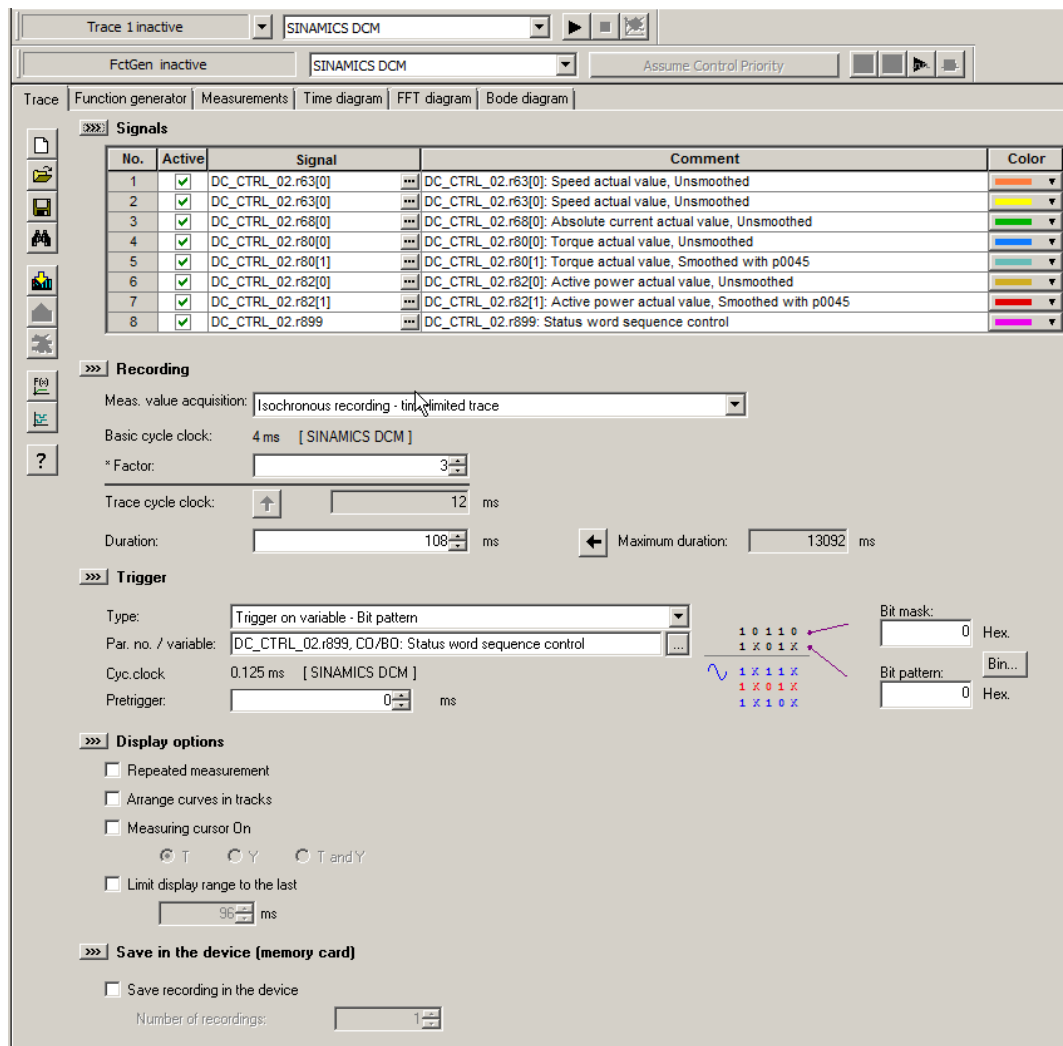 Trace 1 inactive SINAMICS DCM
FctGen inactive SINAMICS DCM Assume Control Priority
Trace Function generator Measurements Time diagram FFT diagram Bode diagram
>>> Signals
No. Active Signal Comment Color
1 DC_CTRL_02.r63[0] ... DC_CTRL_02.r63[0]: Speed actual value, Unsmoothed
2 DC_CTRL_02.r63[0] ... DC_CTRL_02.r63[0]: Speed actual value, Unsmoothed
3 DC_CTRL_02.r68[0] ... DC_CTRL_02.r68[0]: Absolute current actual value, Unsmoothed
4 DC_CTRL_02.r80[0] ... DC_CTRL_02.r80[0]: Torque actual value, Unsmoothed
5 DC_CTRL_02.r80[1] ... DC_CTRL_02.r80[1]: Torque actual value, Smoothed with p0045
6 DC_CTRL_02.r82[0] ... DC_CTRL_02.r82[0]: Active power actual value, Unsmoothed
7 DC_CTRL_02.r82[1] ... DC_CTRL_02.r82[1]: Active power actual value, Smoothed with p0045
8 DC_CTRL_02.r899 ... DC_CTRL_02.r899: Status word sequence control
>>> Recording
Meas. value acquisition: Isochronous recording - time-limited trace
Basic cycle clock: 4 ms [ SINAMICS DCM ]
* Factor: 3
Trace cycle clock: 12 ms
Duration: 108 ms Maximum duration: 13092 ms
>>> Trigger
Type: Trigger on variable - Bit pattern
Par. no. / variable: DC_CTRL_02.r899, CO/BO: Status word sequence control ...
Cyc.clock 0.125 ms [ SINAMICS DCM ]
Pretrigger: 0 ms
1 0 1 1 0
1 X 0 1 X
1 X 1 1 X
1 X 0 1 X
1 X 1 0 X
Bit mask:
0 Hex.
Bin...
Bit pattern:
0 Hex.
>>> Display options
Repeated measurement
Arrange curves in tracks
Measuring cursor On
T Y T and Y
Limit display range to the last
96 ms
>>> Save in the device (memory card)
Save recording in the device
Number of recordings: 1
F(x)
?